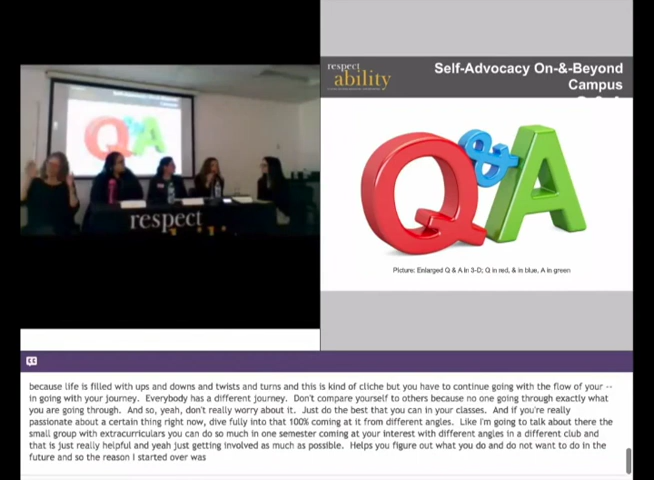 respect
ability
Self-Advocacy On-&-Beyond
Campus
Q & A
Q&A
respect
Picture: Enlarged Q & A in 3-D; Q in red, & in blue, A in green
because life is filled with ups and downs and twists and turns and this is kind of cliche but you have to continue going with the flow of your --
in going with your journey. Everybody has a different journey. Don't compare yourself to others because no one going through exactly what
you are going through. And so, yeah, don't really worry about it. Just do the best that you can in your classes. And if you're really
passionate about a certain thing right now, dive fully into that 100% coming at it from different angles. Like I'm going to talk about there the
small group with extracurriculars you can do so much in one semester coming at your interest with different angles in a different club and
that is just really helpful and yeah just getting involved as much as possible. Helps you figure out what you do and do not want to do in the
future and so the reason I started over was